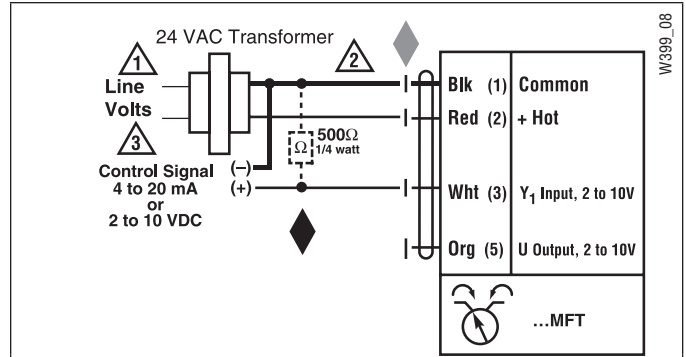 W399_08
24 VAC Transformer
1
2
Line
Volts
3
Control Signal
4 to 20 mA
or
2 to 10 VDC
(–)
(+)
Ω
500Ω
1/4 watt
Blk (1) Common
Red (2) + Hot
Wht (3) Y1 Input, 2 to 10V
Org (5) U Output, 2 to 10V
...MFT